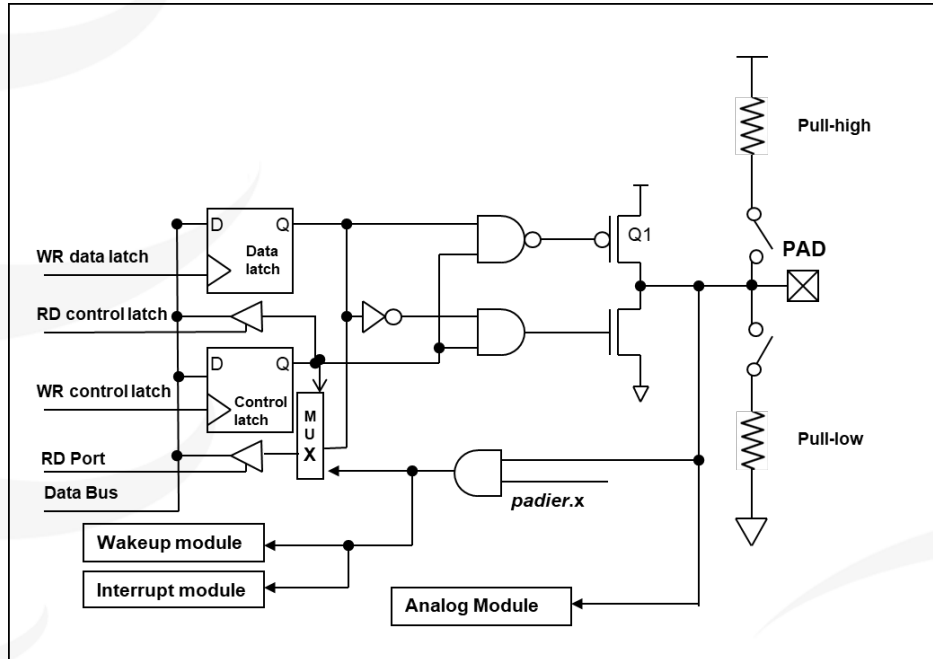 Pull-high
D
Q
Data
latch
Q1
WR data latch
PAD
RD control latch
D
Q
WR control latch
Control
latch
M
U
X
RD Port
Pull-low
Data Bus
padier.x
Wakeup module
Interrupt module
Analog Module